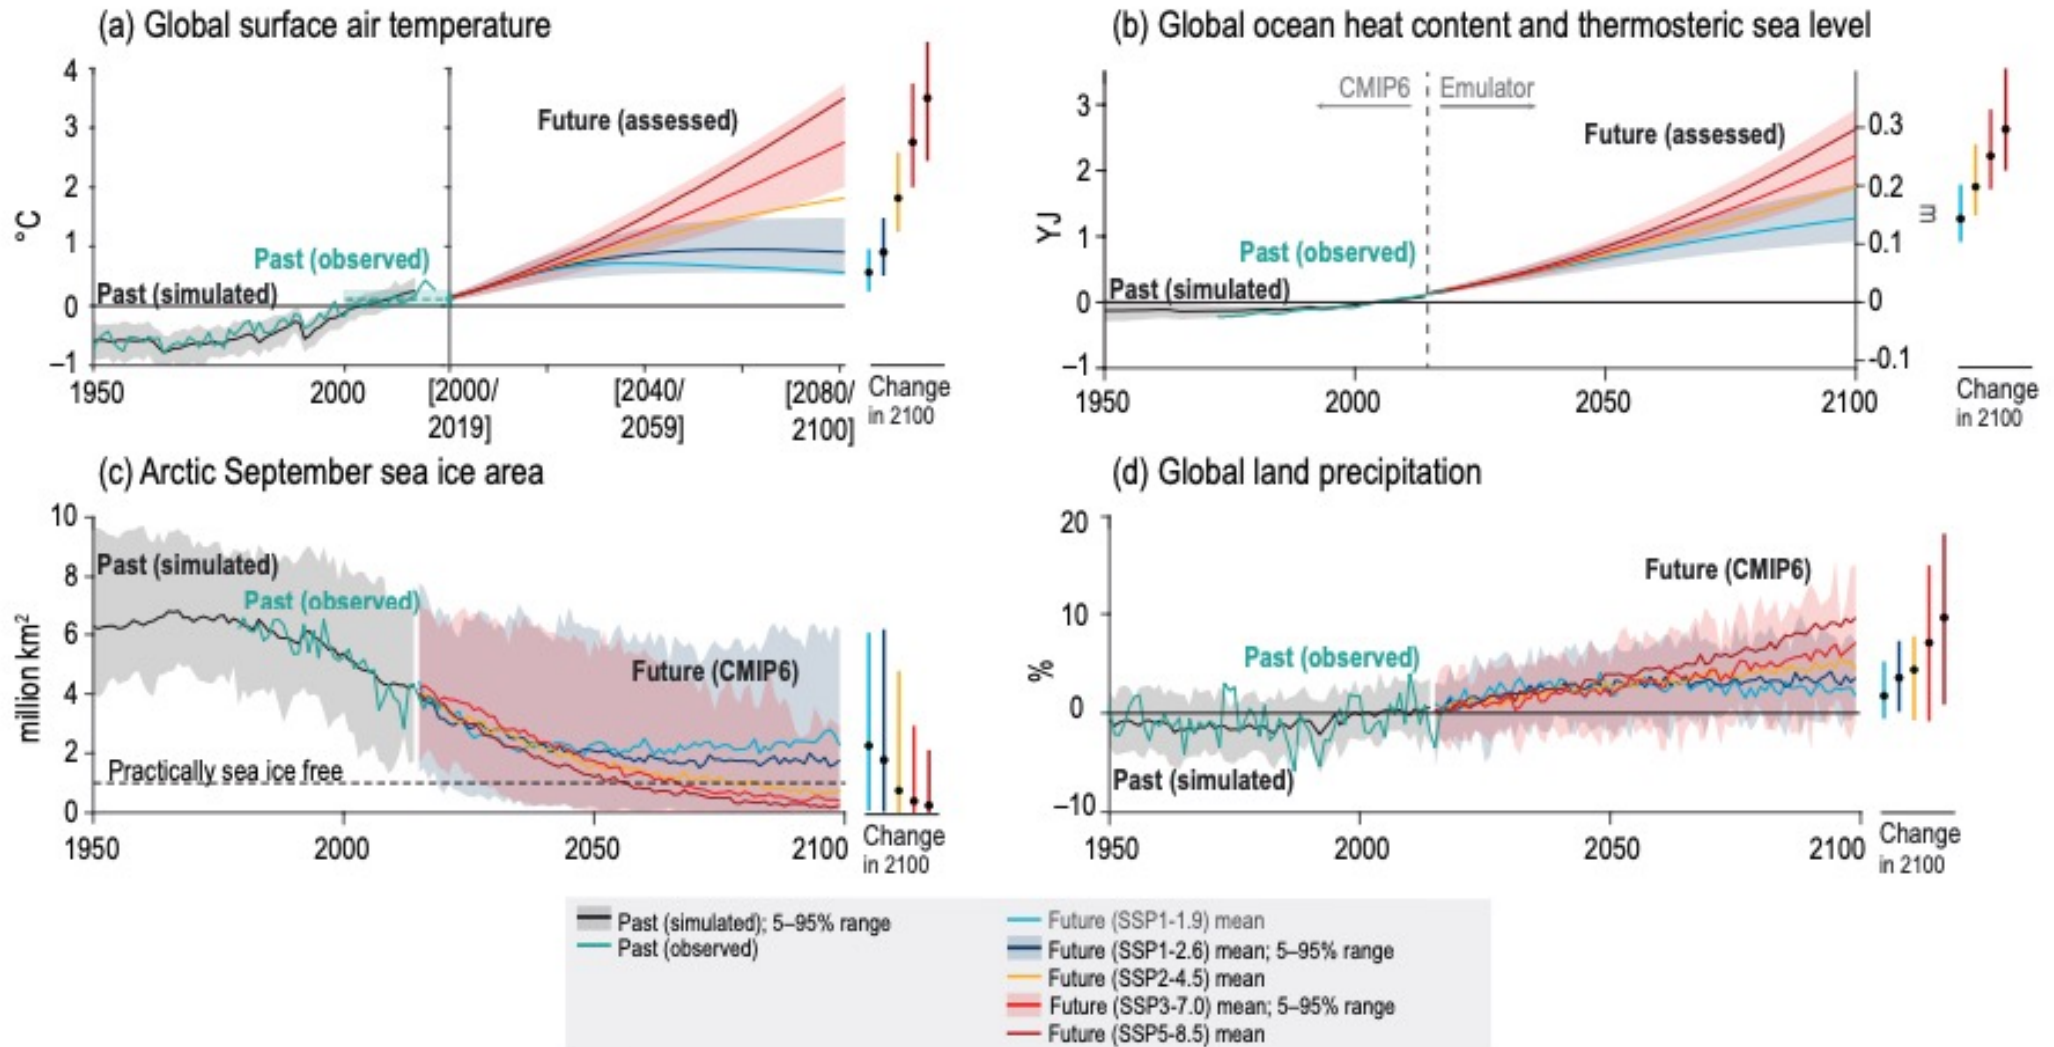 (a) Global surface air temperature
4
3
2
1
0
–1
°C
Future (assessed)
Past (observed)
Past (simulated)
1950
2000
[2000/
2019]
[2040/
2059]
[2080/
2100]
Change
in 2100
(b) Global ocean heat content and thermosteric sea level
3
2
1
0
–1
YJ
CMIP6
Emulator
Future (assessed)
Past (observed)
Past (simulated)
0.3
0.2
0.1
0
-0.1
m
1950
2000
2050
2100
Change
in 2100
(c) Arctic September sea ice area
10
8
6
4
2
0
million km²
Past (simulated)
Past (observed)
Future (CMIP6)
Practically sea ice free
1950
2000
2050
2100
Change
in 2100
(d) Global land precipitation
20
10
0
–10
%
Future (CMIP6)
Past (observed)
Past (simulated)
1950
2000
2050
2100
Change
in 2100
Past (simulated); 5–95% range
Past (observed)
Future (SSP1-1.9) mean
Future (SSP1-2.6) mean; 5–95% range
Future (SSP2-4.5) mean
Future (SSP3-7.0) mean; 5–95% range
Future (SSP5-8.5) mean